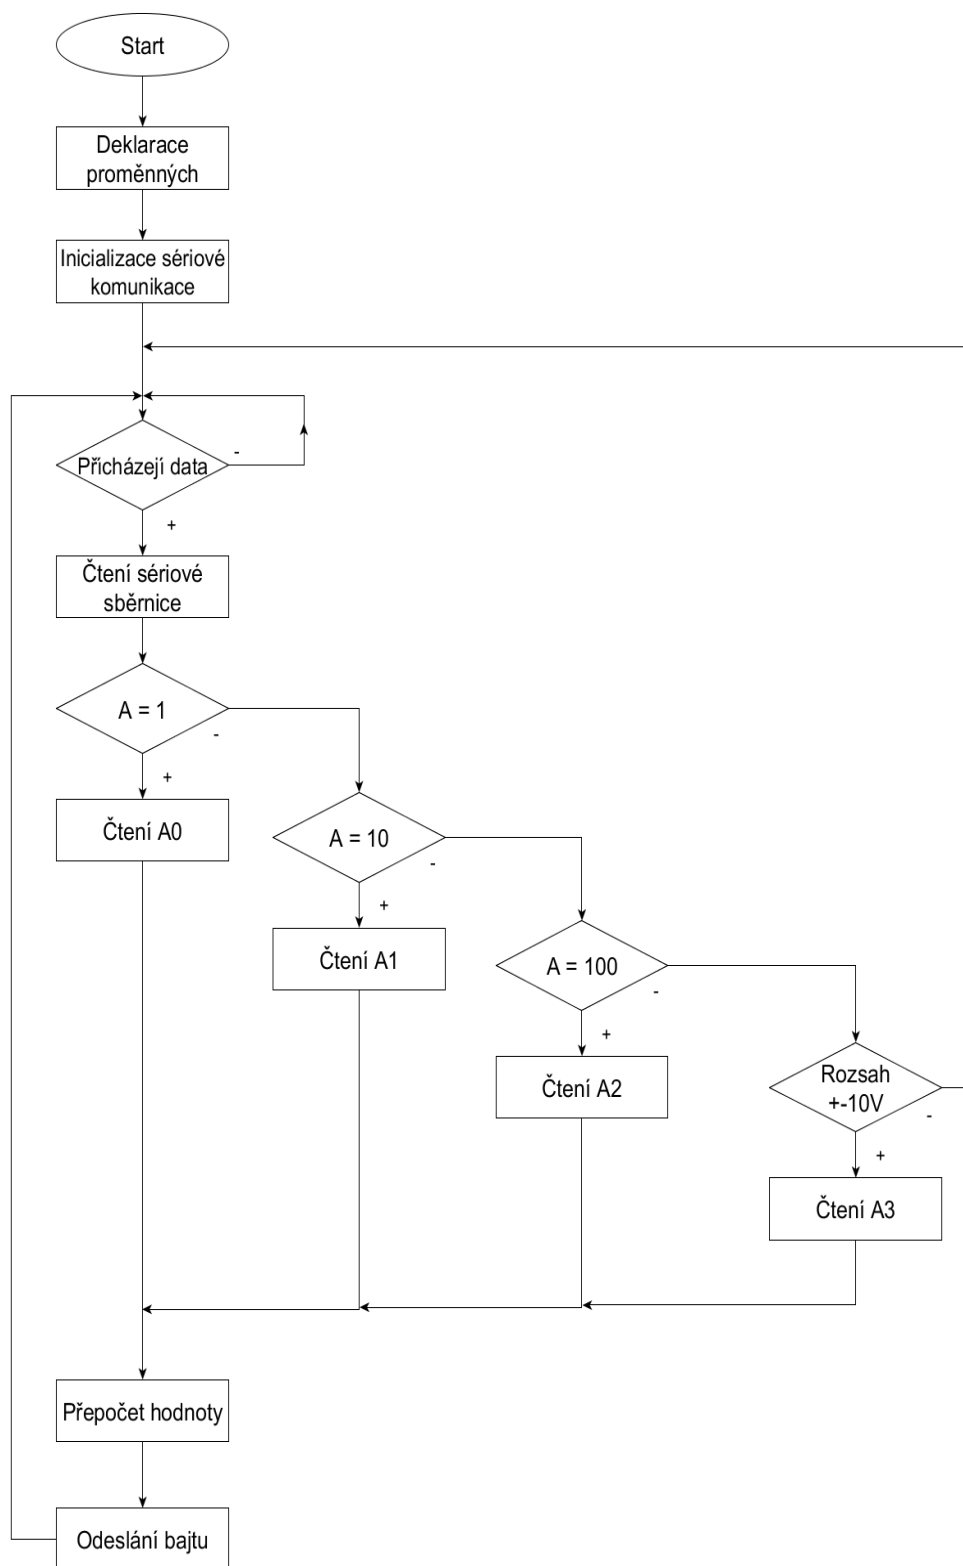 Start
Deklarace
proměnných
Inicializace sériové
komunikace
Přícházejí data
-
+
Čtení sériové
sběrnice
A = 1
-
+
Čtení A0
A = 10
-
+
Čtení A1
A = 100
-
+
Čtení A2
Rozsah
+-10V
-
+
Čtení A3
Přepočet hodnoty
Odeslání bajtu